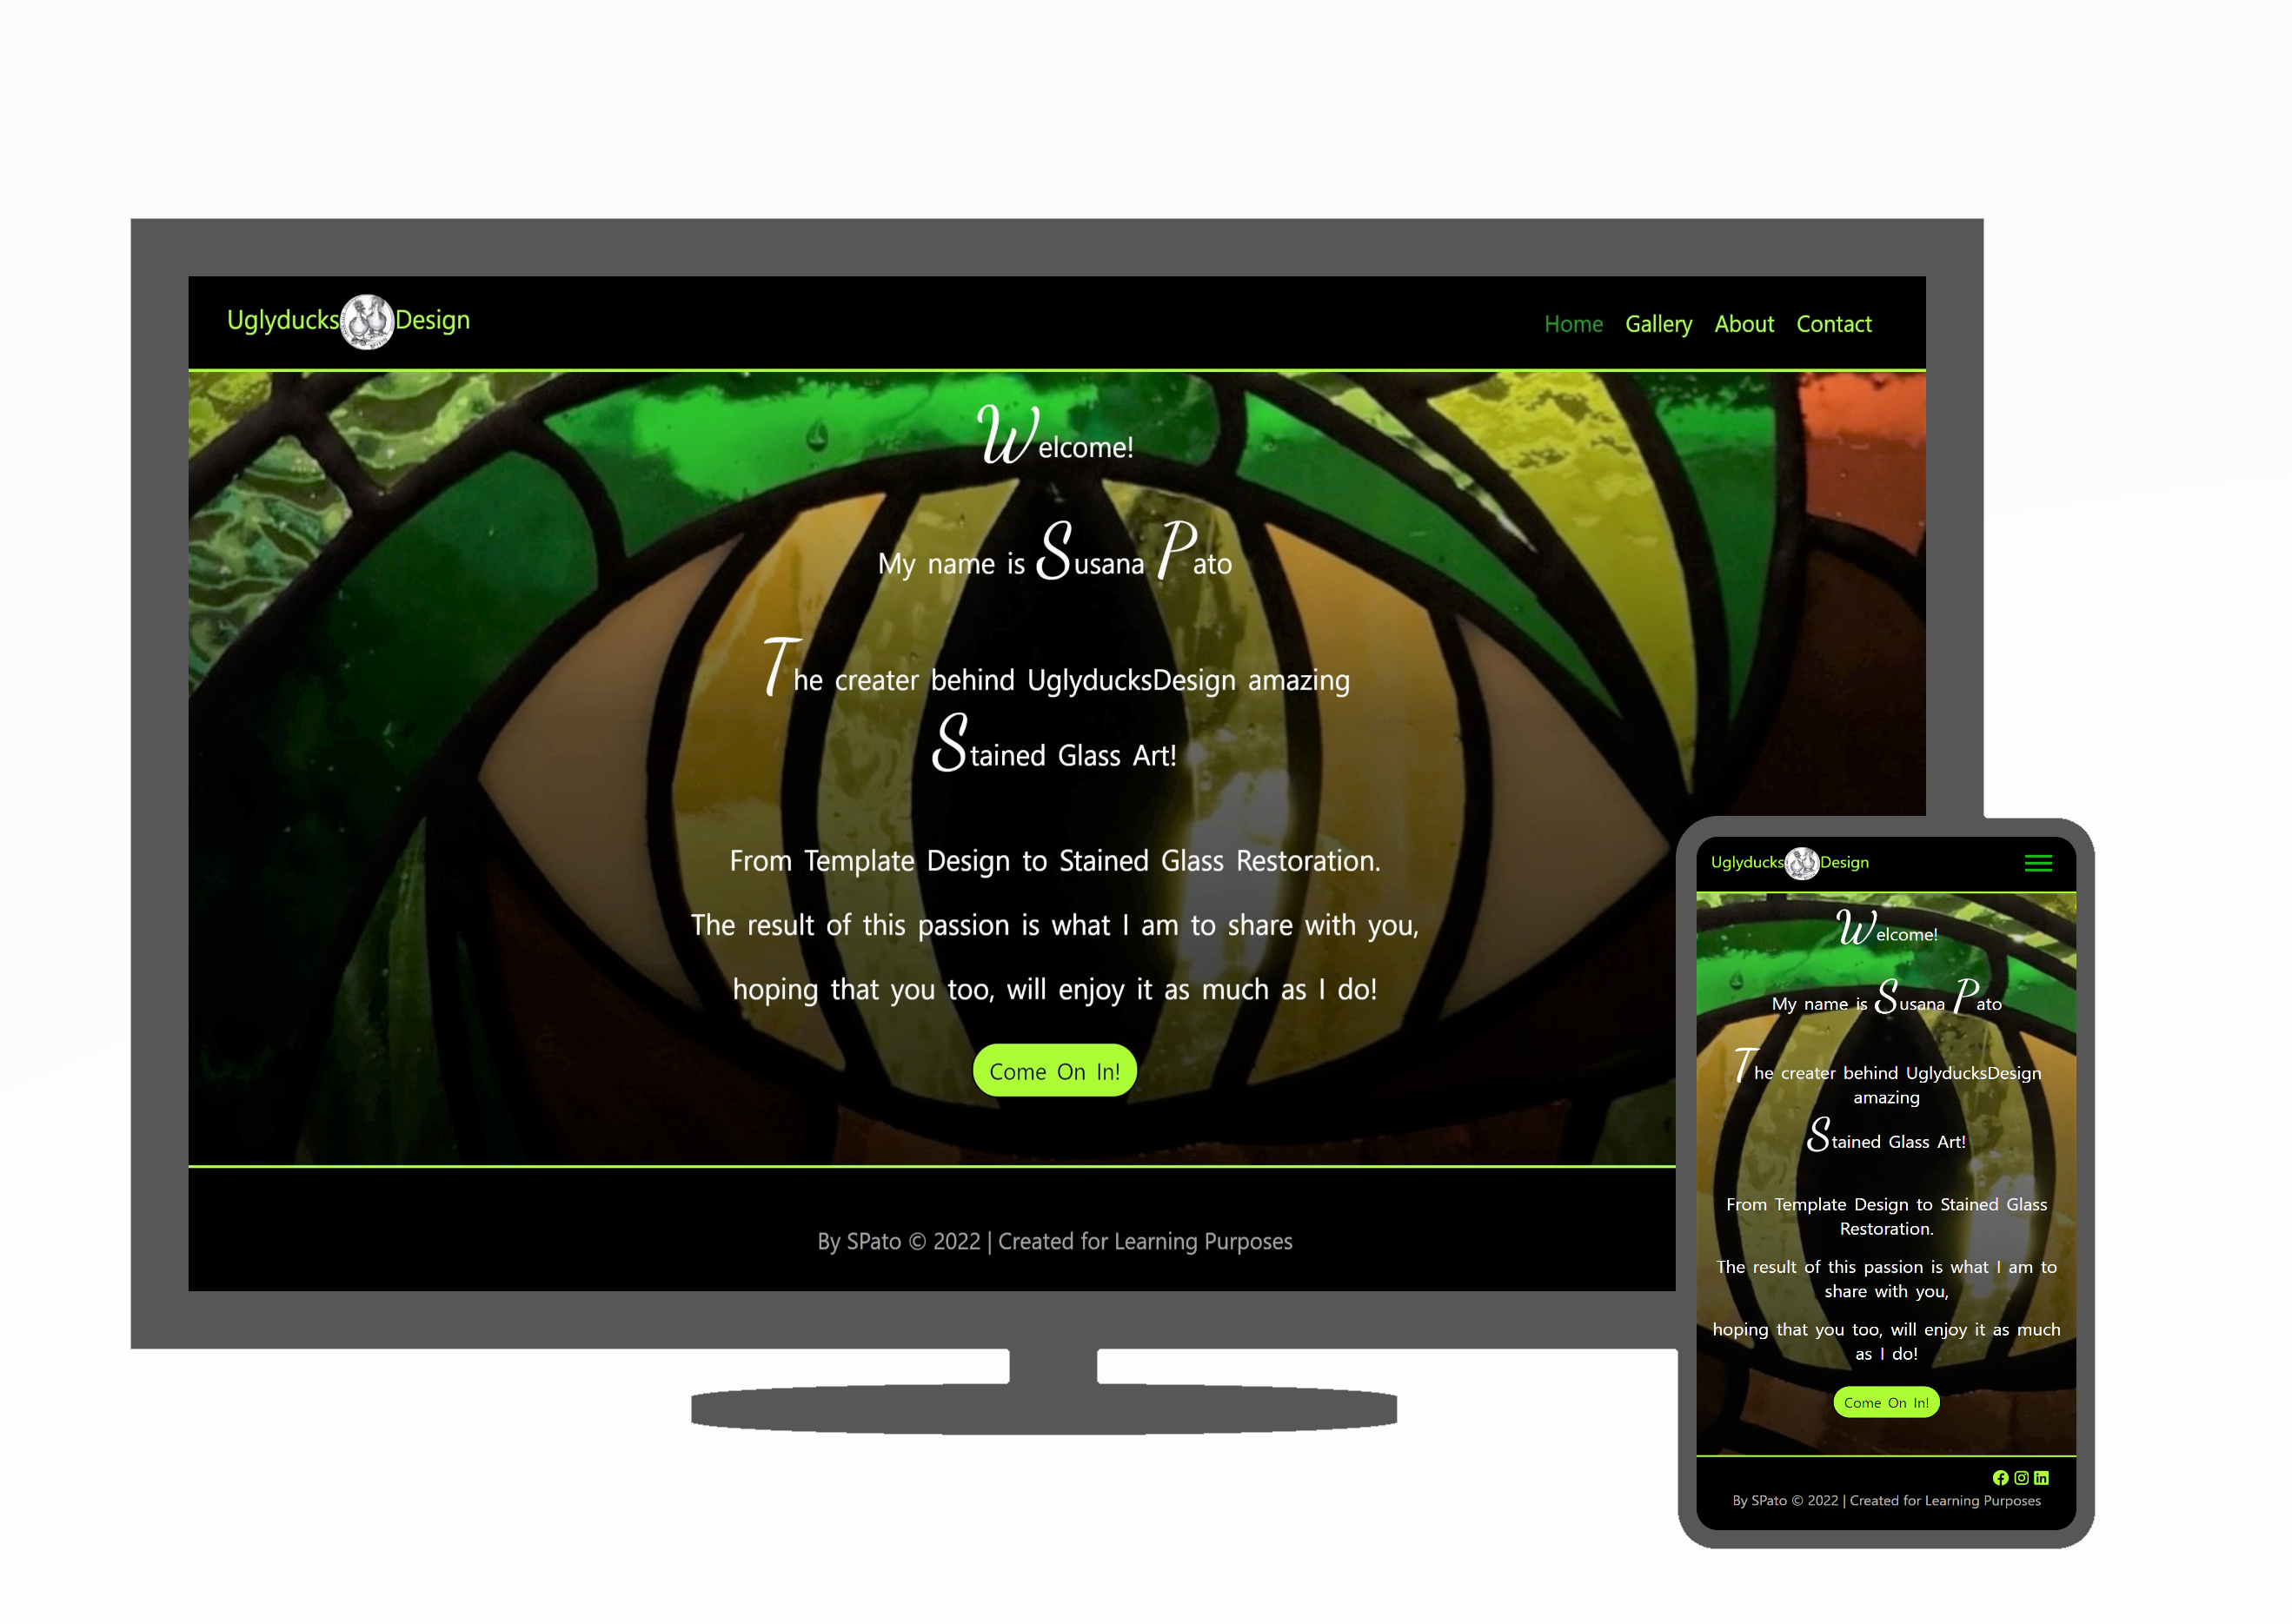 Uglyducks Design
Home Gallery About Contact
Welcome!
My name is Susana Pato
The creater behind UglyducksDesign amazing
Stained Glass Art!
From Template Design to Stained Glass Restoration.
The result of this passion is what I am to share with you,
hoping that you too, will enjoy it as much as I do!
Come On In!
By SPato © 2022 | Created for Learning Purposes
Uglyducks Design
Welcome!
My name is Susana Pato
The creater behind UglyducksDesign
amazing
Stained Glass Art!
From Template Design to Stained Glass
Restoration.
The result of this passion is what I am to
share with you,
hoping that you too, will enjoy it as much
as I do!
Come On In!
By SPato © 2022 | Created for Learning Purposes